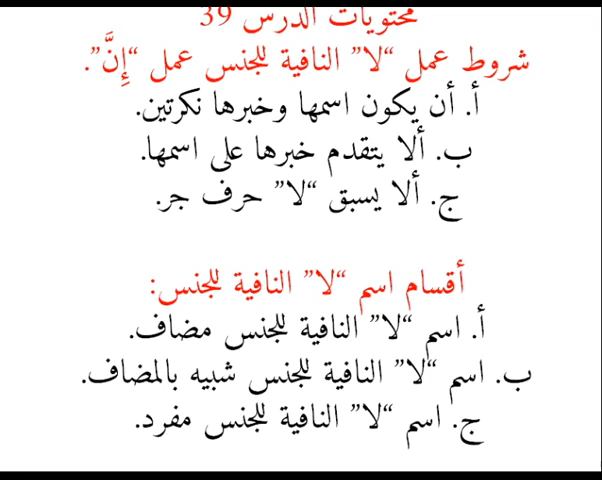 محتويات الدرس 39
شروط عمل “لا” النافية للجنس عمل “إِنَّ”.
أ. أن يكون اسمها وخبرها نكرتين.
ب. ألا يتقدم خبرها على اسمها.
ج. ألا يسبق “لا” حرف جر.
أقسام اسم “لا” النافية للجنس:
أ. اسم “لا” النافية للجنس مضاف.
ب. اسم “لا” النافية للجنس شبيه بالمضاف.
ج. اسم “لا” النافية للجنس مفرد.